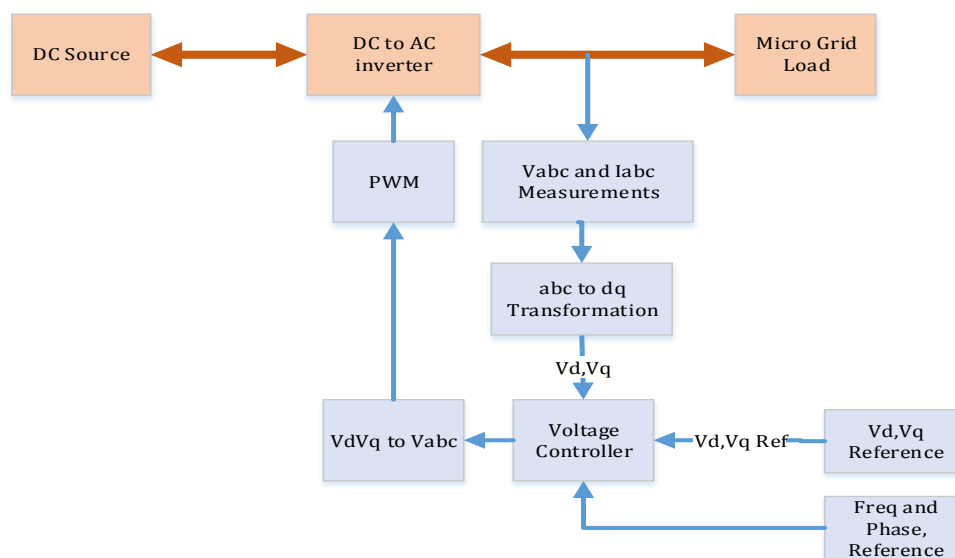 DC Source
DC to AC
inverter
Micro Grid
Load
PWM
Vabc and Iabc
Measurements
abc to dq
Transformation
Vd,Vq
VdVq to Vabc
Voltage
Controller
Vd,Vq Ref
Vd,Vq
Reference
Freq and
Phase,
Reference